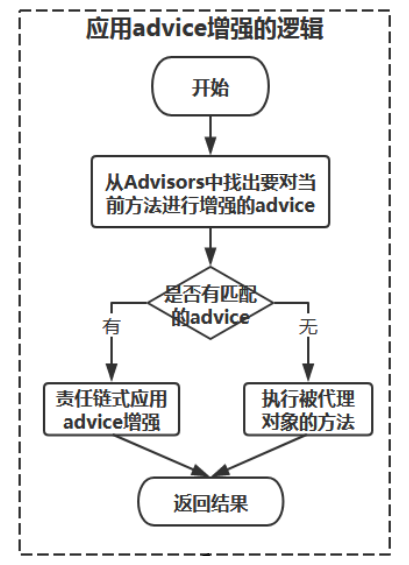 应用advice增强的逻辑
开始
从Advisors中找出要对当
前方法进行增强的advice
是否有匹配
的advice
有
无
责任链式应用
advice增强
执行被代理
对象的方法
返回结果